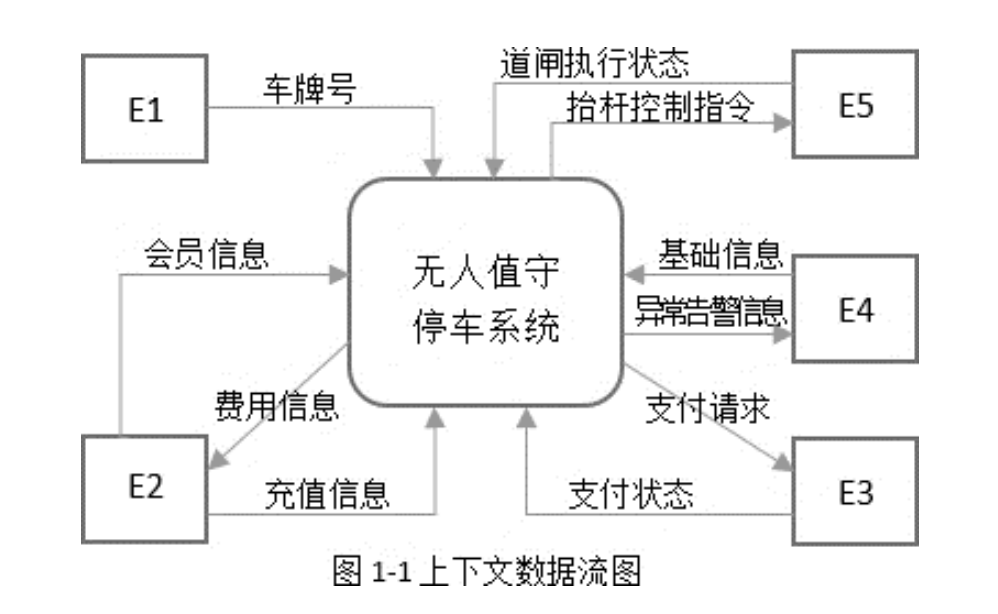 道闸执行状态
E1
车牌号
抬杆控制指令
E5
会员信息
基础信息
无人值守
停车系统
异常告警信息
E4
费用信息
支付请求
E2
充值信息
支付状态
E3
图 1-1 上下文数据流图